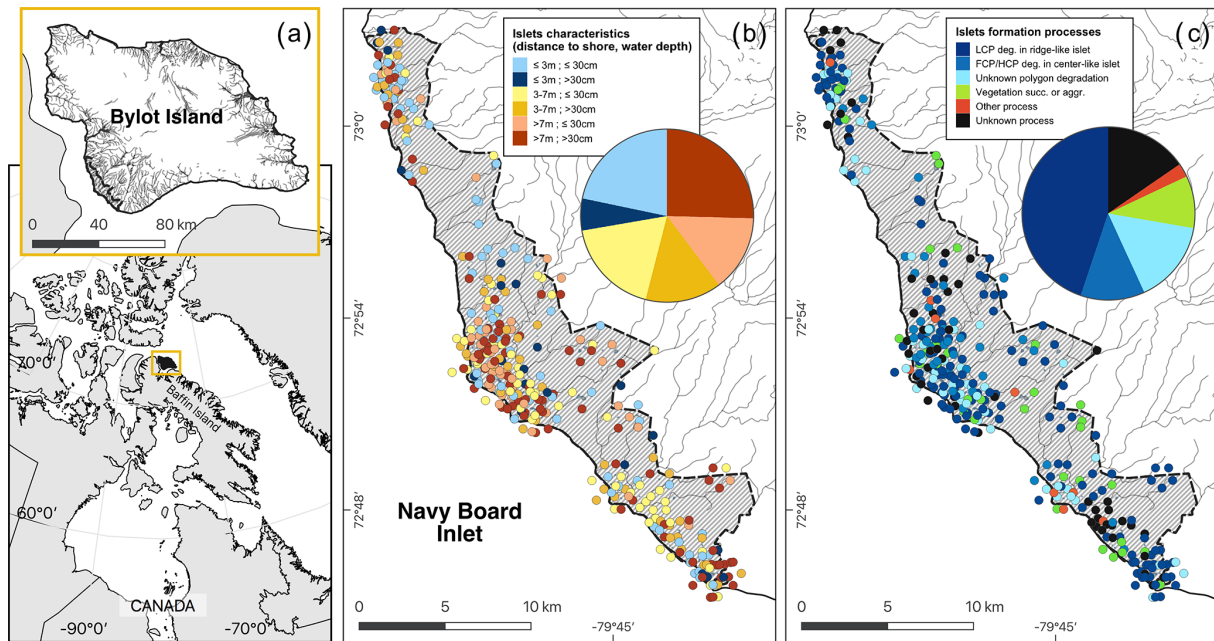 (a)
Bylot Island
0 40 80 km
70°0′
Baffin Island
60°0′
CANADA
-90°0′ -70°0′
(b)
Islets characteristics
(distance to shore, water depth)
≤ 3m ; ≤ 30cm
≤ 3m ; >30cm
3-7m ; ≤ 30cm
3-7m ; >30cm
>7m ; ≤ 30cm
>7m ; >30cm
73°0′
72°54′
72°48′
Navy Board
Inlet
0 5 10 km
-79°45′
(c)
Islets formation processes
LCP deg. in ridge-like islet
FCP/HCP deg. in center-like islet
Unknown polygon degradation
Vegetation succ. or aggr.
Other process
Unknown process
73°0′
72°54′
72°48′
0 5 10 km
-79°45′